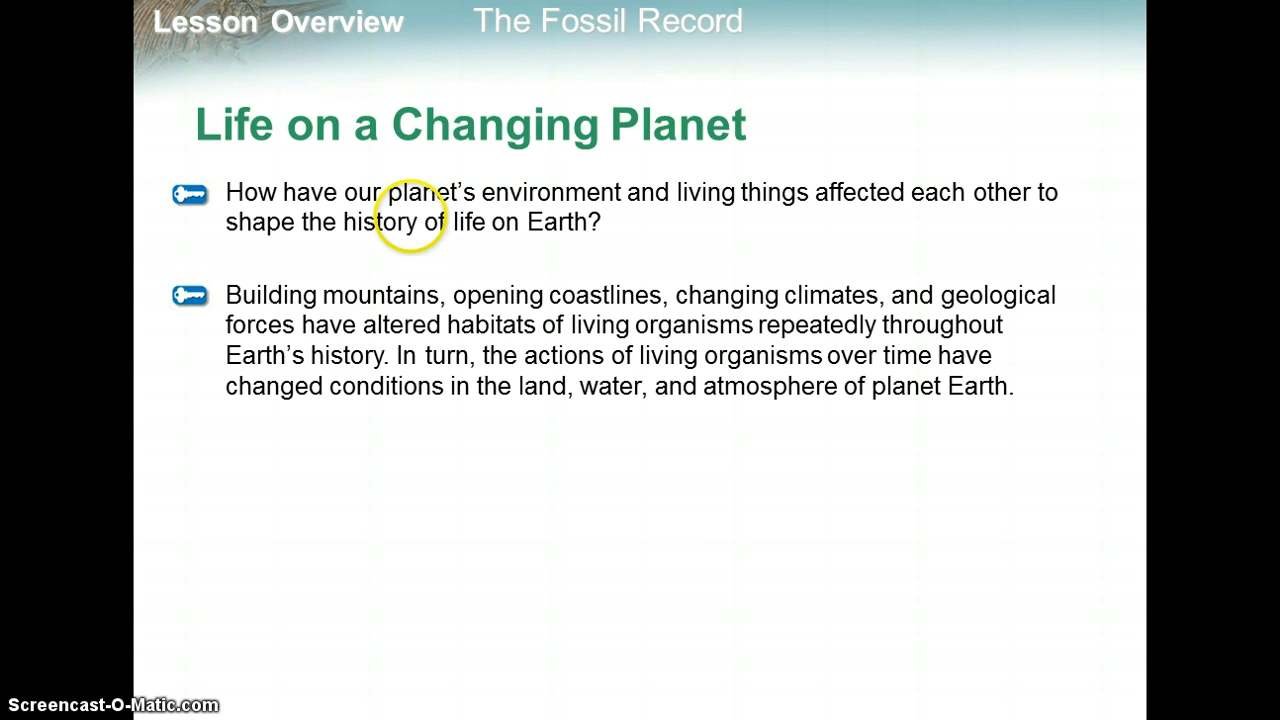 Lesson Overview The Fossil Record
Life on a Changing Planet
How have our planet’s environment and living things affected each other to
shape the history of life on Earth?
Building mountains, opening coastlines, changing climates, and geological
forces have altered habitats of living organisms repeatedly throughout
Earth’s history. In turn, the actions of living organisms over time have
changed conditions in the land, water, and atmosphere of planet Earth.
Screencast-O-Matic.com